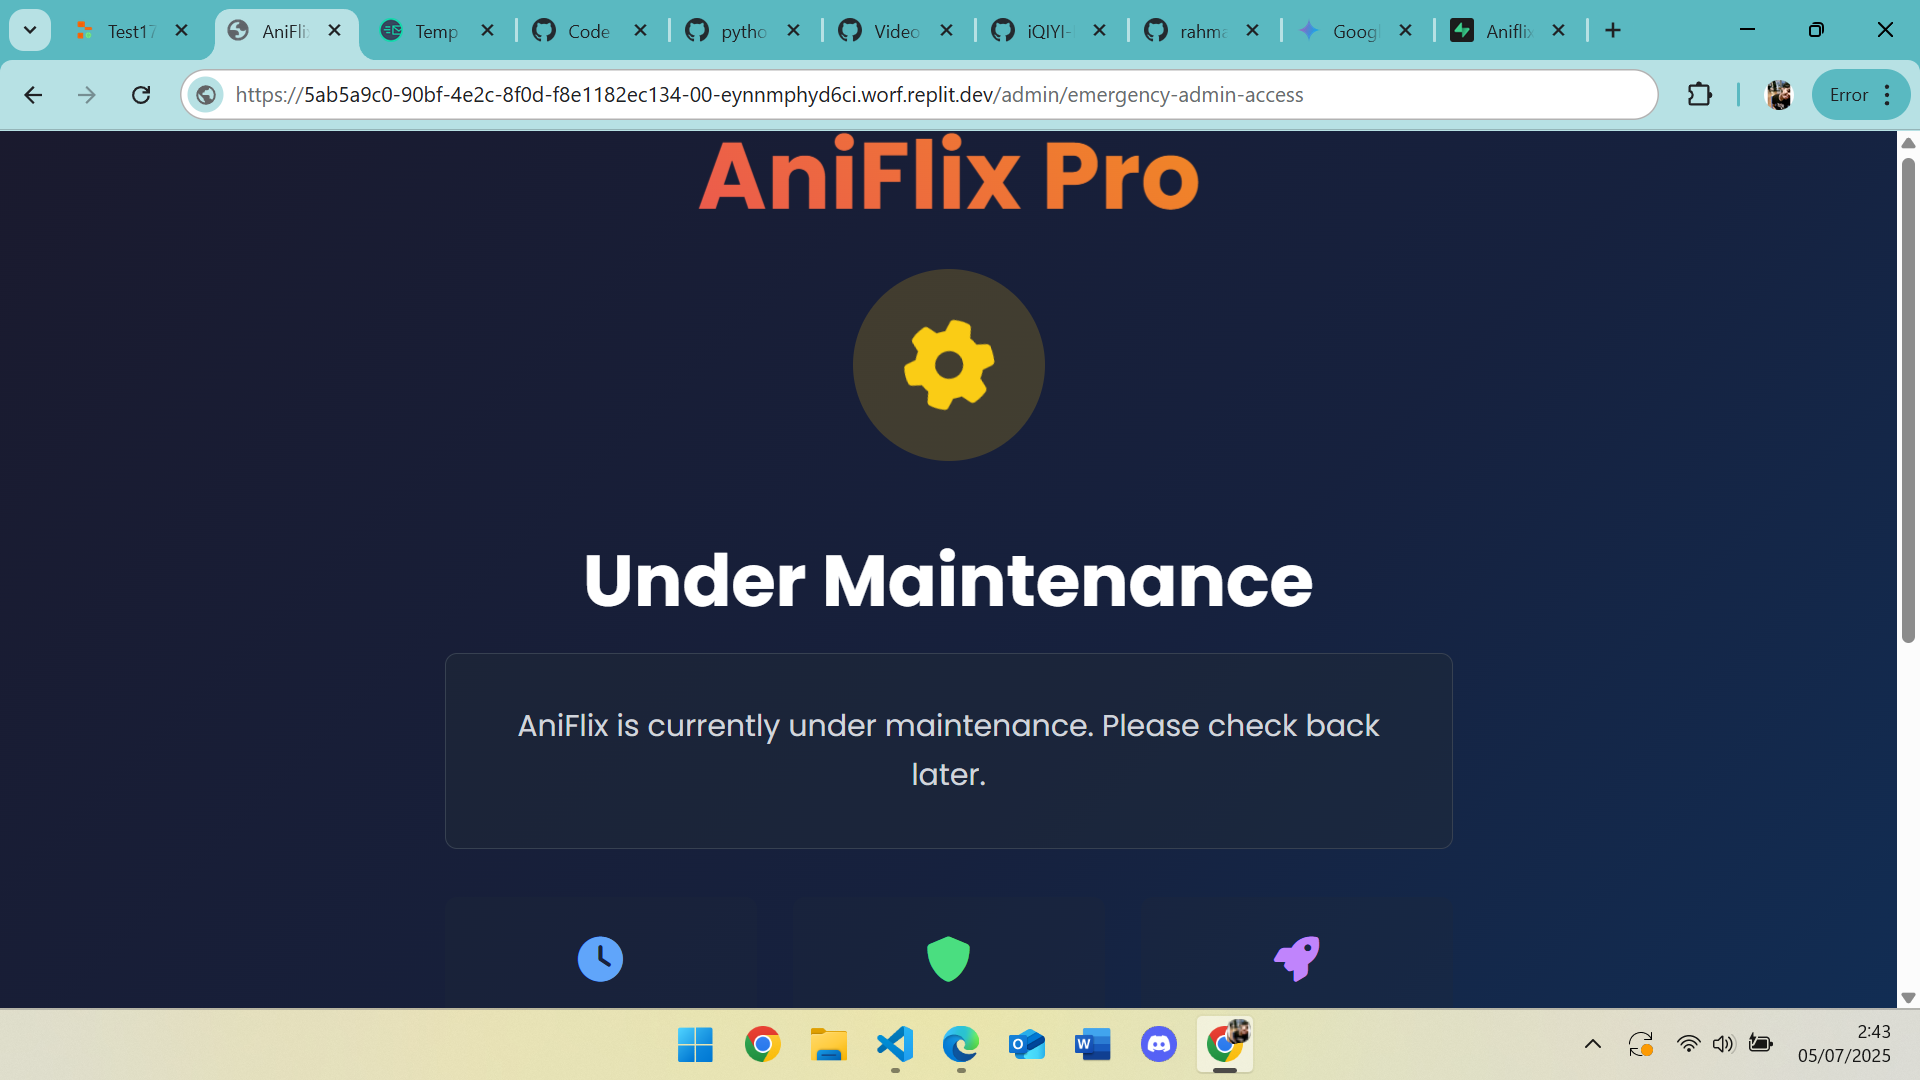 Test17
AniFli
Temp
Code
pytho
Video
iQIYI-
rahma
Googl
Aniflix
https://5ab5a9c0-90bf-4e2c-8f0d-f8e1182ec134-00-eynnmphyd6ci.worf.replit.dev/admin/emergency-admin-access
Error
AniFlix Pro
Under Maintenance
AniFlix is currently under maintenance. Please check back
later.
2:43
05/07/2025